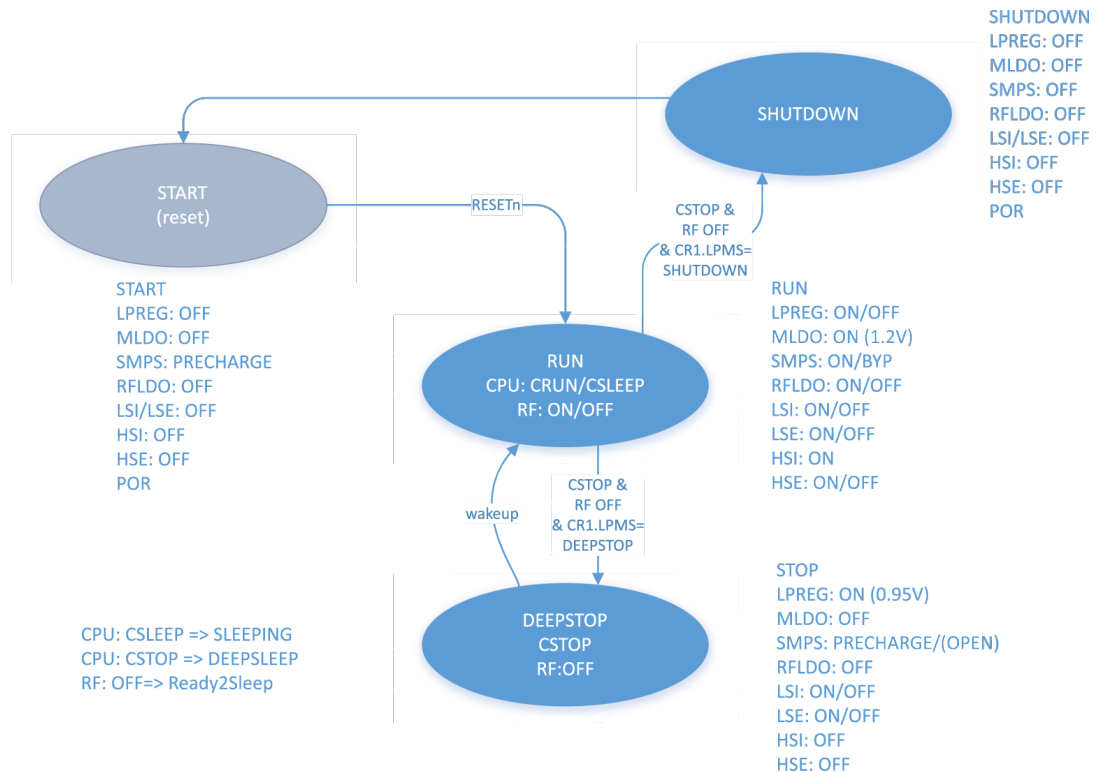 SHUTDOWN
LPREG: OFF
MLDO: OFF
SMPS: OFF
RFLDO: OFF
LSI/LSE: OFF
HSI: OFF
HSE: OFF
POR
SHUTDOWN
START
(reset)
RESETn
CSTOP &
RF OFF
& CR1.LPMS=
SHUTDOWN
START
LPREG: OFF
MLDO: OFF
SMPS: PRECHARGE
RFLDO: OFF
LSI/LSE: OFF
HSI: OFF
HSE: OFF
POR
RUN
CPU: CRUN/CSLEEP
RF: ON/OFF
RUN
LPREG: ON/OFF
MLDO: ON (1.2V)
SMPS: ON/BYP
RFLDO: ON/OFF
LSI: ON/OFF
LSE: ON/OFF
HSI: ON
HSE: ON/OFF
wakeup
CSTOP &
RF OFF
& CR1.LPMS=
DEEPSTOP
DEEPSTOP
CSTOP
RF:OFF
CPU: CSLEEP => SLEEPING
CPU: CSTOP => DEEPSLEEP
RF: OFF=> Ready2Sleep
STOP
LPREG: ON (0.95V)
MLDO: OFF
SMPS: PRECHARGE/(OPEN)
RFLDO: OFF
LSI: ON/OFF
LSE: ON/OFF
HSI: OFF
HSE: OFF